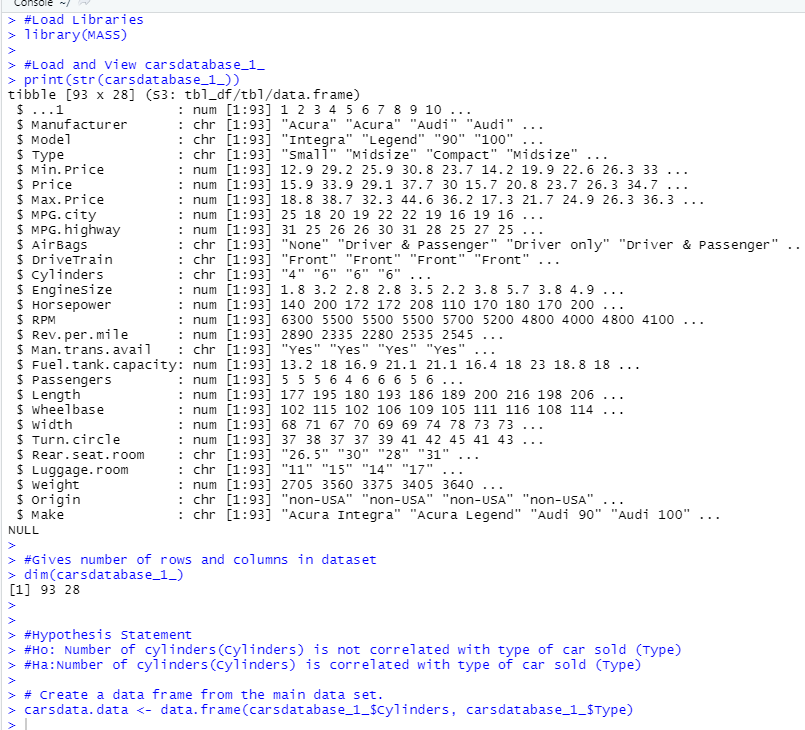 Console ~/
> #Load Libraries
> library(MASS)
>
> #Load and View carsdatabase_1_
> print(str(carsdatabase_1_))
tibble [93 x 28] (S3: tbl_df/tbl/data.frame)
 $ ...1              : num [1:93] 1 2 3 4 5 6 7 8 9 10 ...
 $ Manufacturer      : chr [1:93] "Acura" "Acura" "Audi" "Audi" ...
 $ Model             : chr [1:93] "Integra" "Legend" "90" "100" ...
 $ Type              : chr [1:93] "Small" "Midsize" "Compact" "Midsize" ...
 $ Min.Price         : num [1:93] 12.9 29.2 25.9 30.8 23.7 14.2 19.9 22.6 26.3 33 ...
 $ Price             : num [1:93] 15.9 33.9 29.1 37.7 30 15.7 20.8 23.7 26.3 34.7 ...
 $ Max.Price         : num [1:93] 18.8 38.7 32.3 44.6 36.2 17.3 21.7 24.9 26.3 36.3 ...
 $ MPG.city          : num [1:93] 25 18 20 19 22 22 19 16 19 16 ...
 $ MPG.highway       : num [1:93] 31 25 26 26 30 31 28 25 27 25 ...
 $ AirBags           : chr [1:93] "None" "Driver & Passenger" "Driver only" "Driver & Passenger" ..
 $ DriveTrain        : chr [1:93] "Front" "Front" "Front" "Front" ...
 $ Cylinders         : chr [1:93] "4" "6" "6" "6" ...
 $ EngineSize        : num [1:93] 1.8 3.2 2.8 2.8 3.5 2.2 3.8 5.7 3.8 4.9 ...
 $ Horsepower        : num [1:93] 140 200 172 172 208 110 170 180 170 200 ...
 $ RPM               : num [1:93] 6300 5500 5500 5500 5700 5200 4800 4000 4800 4100 ...
 $ Rev.per.mile      : num [1:93] 2890 2335 2280 2535 2545 ...
 $ Man.trans.avail   : chr [1:93] "Yes" "Yes" "Yes" "Yes" ...
 $ Fuel.tank.capacity: num [1:93] 13.2 18 16.9 21.1 21.1 16.4 18 23 18.8 18 ...
 $ Passengers        : num [1:93] 5 5 5 6 4 6 6 6 5 6 ...
 $ Length            : num [1:93] 177 195 180 193 186 189 200 216 198 206 ...
 $ Wheelbase         : num [1:93] 102 115 102 106 109 105 111 116 108 114 ...
 $ Width             : num [1:93] 68 71 67 70 69 69 74 78 73 73 ...
 $ Turn.circle       : num [1:93] 37 38 37 37 39 41 42 45 41 43 ...
 $ Rear.seat.room    : chr [1:93] "26.5" "30" "28" "31" ...
 $ Luggage.room      : chr [1:93] "11" "15" "14" "17" ...
 $ Weight            : num [1:93] 2705 3560 3375 3405 3640 ...
 $ Origin            : chr [1:93] "non-USA" "non-USA" "non-USA" "non-USA" ...
 $ Make              : chr [1:93] "Acura Integra" "Acura Legend" "Audi 90" "Audi 100" ...
NULL
>
> #Gives number of rows and columns in dataset
> dim(carsdatabase_1_)
[1] 93 28
>
>
> #Hypothesis Statement
> #Ho: Number of cylinders(Cylinders) is not correlated with type of car sold (Type)
> #Ha:Number of cylinders(Cylinders) is correlated with type of car sold (Type)
>
> # Create a data frame from the main data set.
> carsdata.data <- data.frame(carsdatabase_1_$Cylinders, carsdatabase_1_$Type)
>